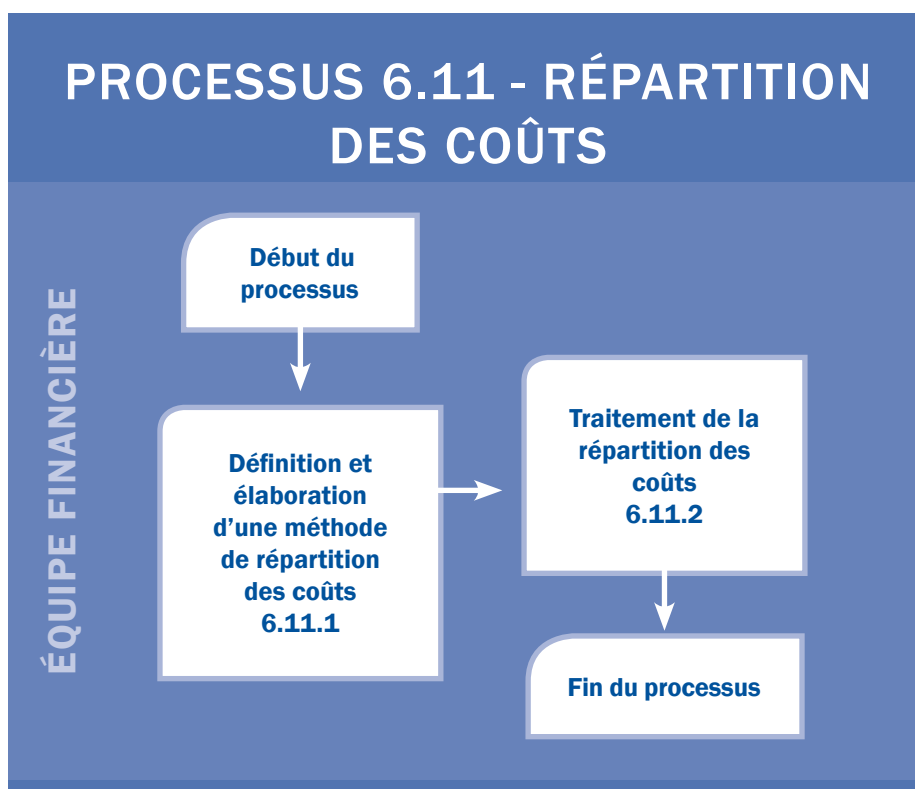 PROCESSUS 6.11 - RÉPARTITION
DES COÛTS
ÉQUIPE FINANCIÈRE
Début du
processus
Définition et
élaboration
d’une méthode
de répartition
des coûts
6.11.1
Traitement de la
répartition des
coûts
6.11.2
Fin du processus